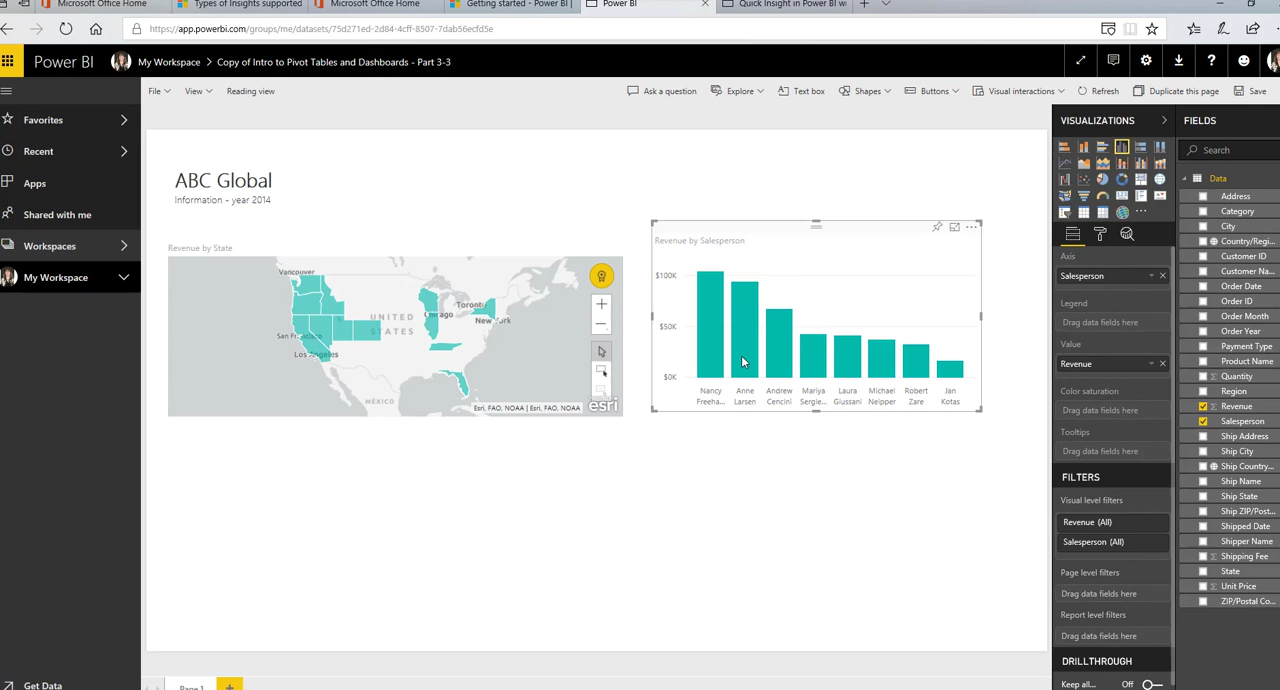 Microsoft Office Home
Types of Insights supported
Microsoft Office Home
Getting started - Power BI |
Power BI
Quick Insight in Power BI wi
https://app.powerbi.com/groups/me/datasets/75d271ed-2d84-4cff-8507-7dab56ecfd5e
Power BI
My Workspace > Copy of Intro to Pivot Tables and Dashboards - Part 3-3
File
View
Reading view
Ask a question
Explore
Text box
Shapes
Buttons
Visual interactions
Refresh
Duplicate this page
Save
Favorites
Recent
Apps
Shared with me
Workspaces
My Workspace
Get Data
ABC Global
Information - year 2014
Revenue by State
Vancouver
UNITED
STATES
Chicago
Toronto
New York
San Francisco
Los Angeles
MÉXICO
Esri, FAO, NOAA | Esri, FAO, NOAA
esri
Revenue by Salesperson
$100K
$50K
$0K
Nancy
Freeha...
Anne
Larsen
Andrew
Cencini
Mariya
Sergie...
Laura
Giussani
Michael
Neipper
Robert
Zare
Jan
Kotas
Page 1
VISUALIZATIONS
Axis
Salesperson
Legend
Drag data fields here
Value
Revenue
Color saturation
Drag data fields here
Tooltips
Drag data fields here
FILTERS
Visual level filters
Revenue (All)
Salesperson (All)
Page level filters
Drag data fields here
Report level filters
Drag data fields here
DRILLTHROUGH
Keep all...
Off
FIELDS
Search
Data
Address
Category
City
Country/Regi...
Customer ID
Customer Na...
Order Date
Order ID
Order Month
Order Year
Payment Type
Product Name
Quantity
Region
Revenue
Salesperson
Ship Address
Ship City
Ship Country...
Ship Name
Ship State
Ship ZIP/Post...
Shipped Date
Shipper Name
Shipping Fee
State
Unit Price
ZIP/Postal Co...